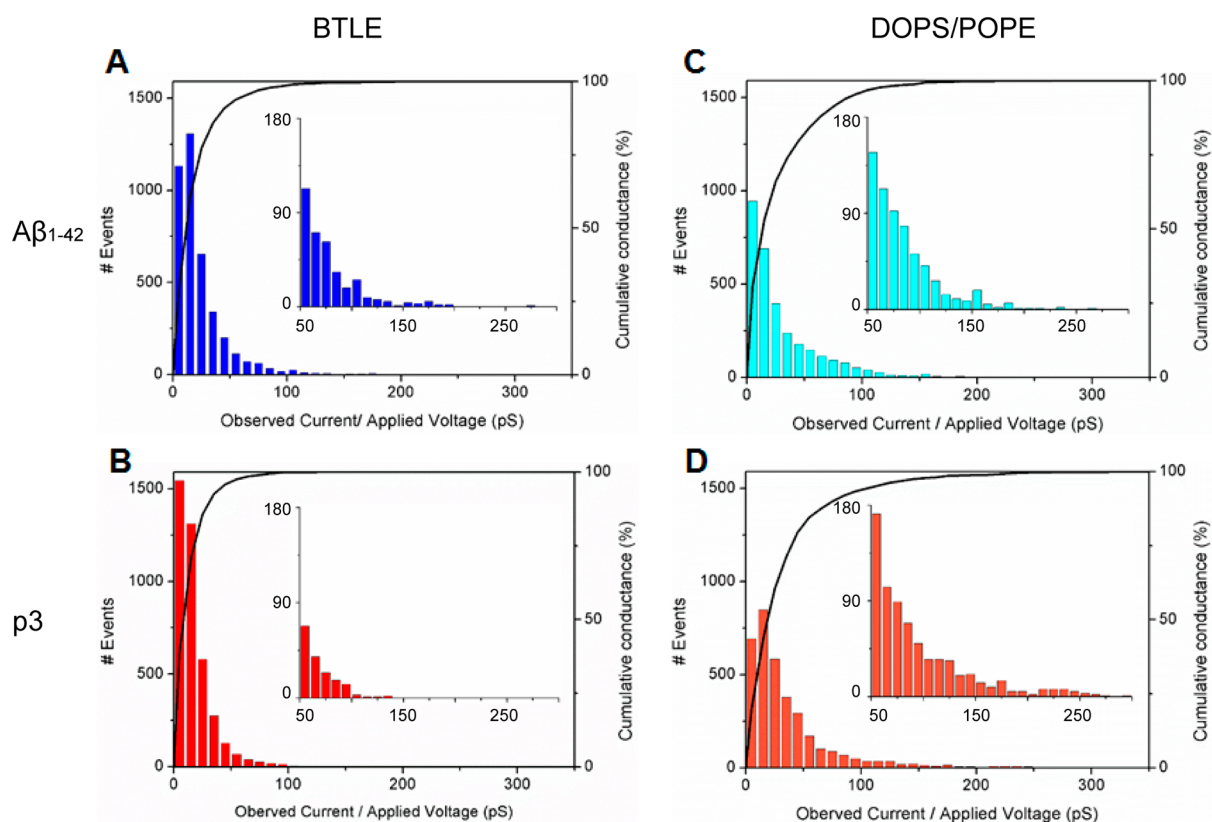 BTLE
DOPS/POPE
Aβ1-42
p3
A
1500
1000
500
0
# Events
100
50
0
Cumulative conductance (%)
180
90
0
50 150 250
0 100 200 300
Observed Current/ Applied Voltage (pS)
C
1500
1000
500
0
# Events
100
50
0
Cumulative conductance (%)
180
90
0
50 150 250
0 100 200 300
Observed Current / Applied Voltage (pS)
B
1500
1000
500
0
# Events
100
50
0
Cumulative conductance (%)
180
90
0
50 150 250
0 100 200 300
Oberved Current / Applied Voltage (pS)
D
1500
1000
500
0
# Events
100
50
0
Cumulative conductance (%)
180
90
0
50 150 250
0 100 200 300
Oberved Current / Applied Voltage (pS)